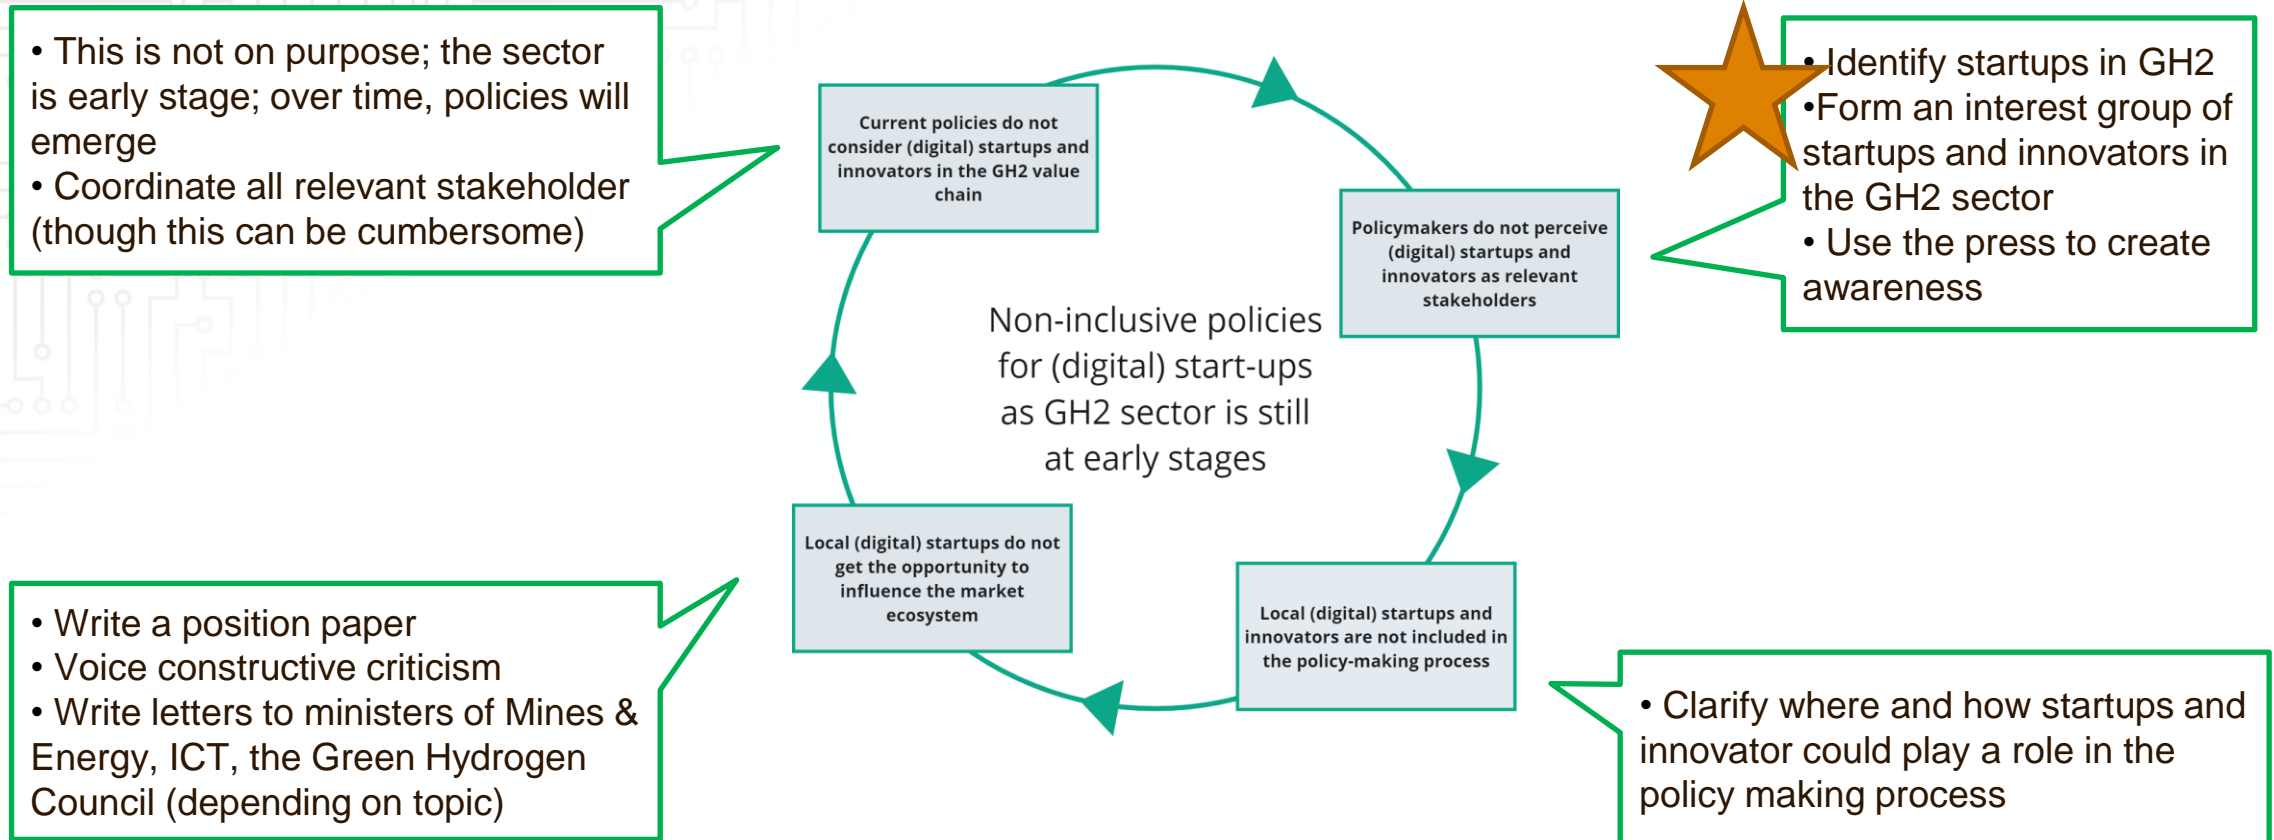 • This is not on purpose; the sector
is early stage; over time, policies will
emerge
• Coordinate all relevant stakeholder
(though this can be cumbersome)
Current policies do not
consider (digital) startups and
innovators in the GH2 value
chain
• Identify startups in GH2
•Form an interest group of
startups and innovators in
the GH2 sector
• Use the press to create
awareness
Policymakers do not perceive
(digital) startups and
innovators as relevant
stakeholders
Non-inclusive policies
for (digital) start-ups
as GH2 sector is still
at early stages
Local (digital) startups do not
get the opportunity to
influence the market
ecosystem
Local (digital) startups and
innovators are not included in
the policy-making process
• Write a position paper
• Voice constructive criticism
• Write letters to ministers of Mines &
Energy, ICT, the Green Hydrogen
Council (depending on topic)
• Clarify where and how startups and
innovator could play a role in the
policy making process